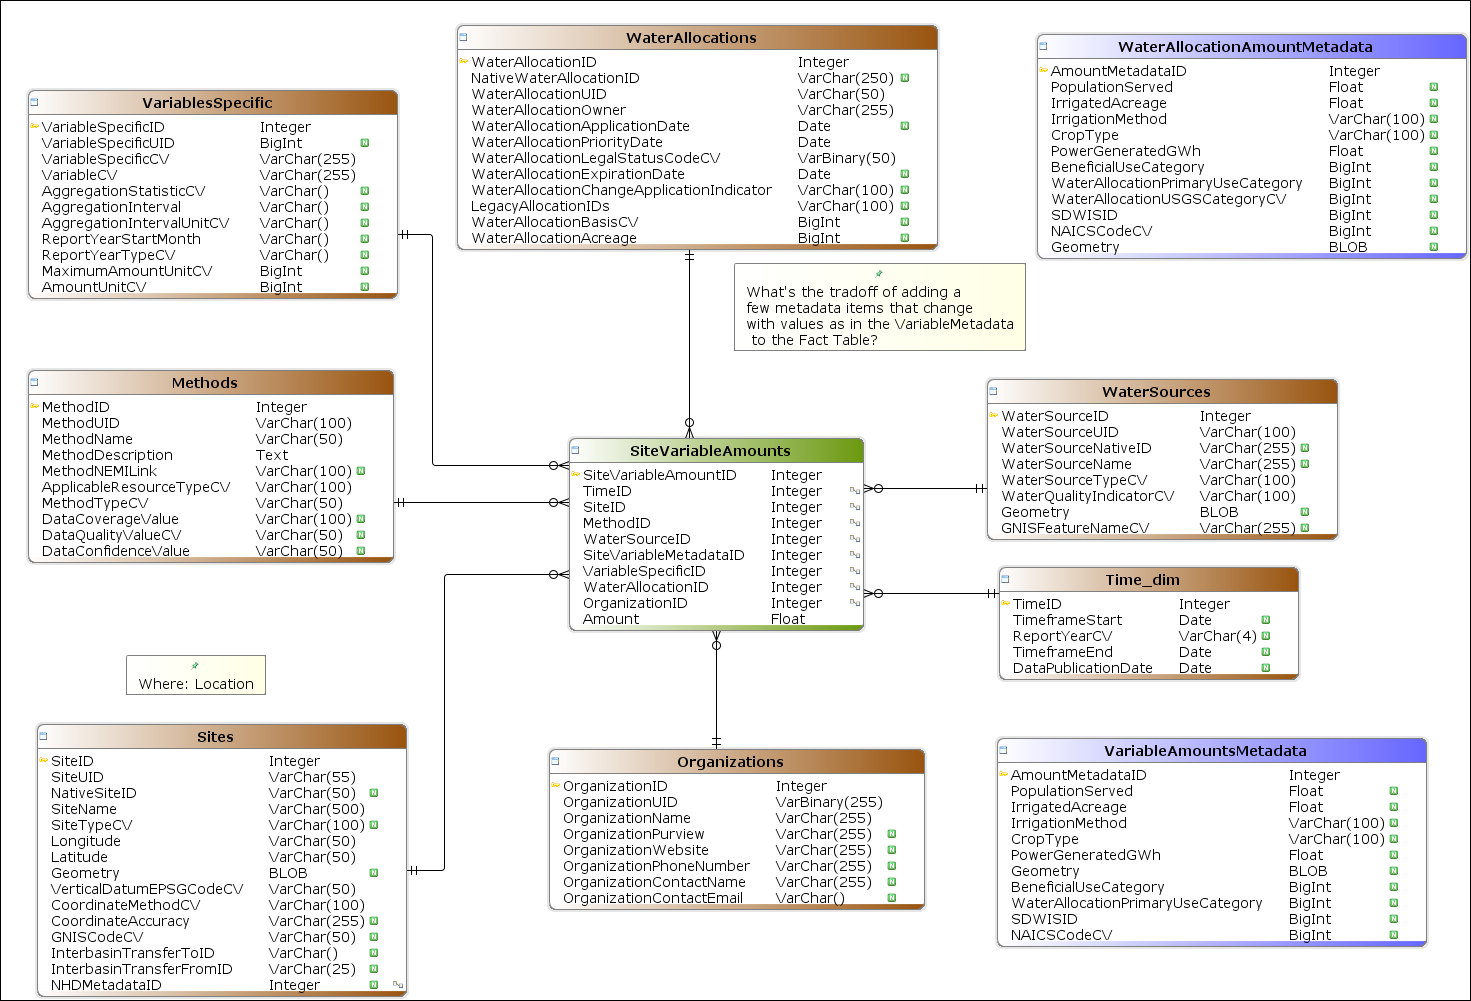 WaterAllocations
WaterAllocationID Integer
NativeWaterAllocationID VarChar(250) N
WaterAllocationUID VarChar(50)
WaterAllocationOwner VarChar(255)
WaterAllocationApplicationDate Date N
WaterAllocationPriorityDate Date
WaterAllocationLegalStatusCodeCV VarBinary(50)
WaterAllocationExpirationDate Date N
WaterAllocationChangeApplicationIndicator VarChar(100) N
LegacyAllocationIDs VarChar(100) N
WaterAllocationBasisCV BigInt N
WaterAllocationAcreage BigInt N
WaterAllocationAmountMetadata
AmountMetadataID Integer
PopulationServed Float N
IrrigatedAcreage Float N
IrrigationMethod VarChar(100) N
CropType VarChar(100) N
PowerGeneratedGWh Float N
BeneficialUseCategory BigInt N
WaterAllocationPrimaryUseCategory BigInt N
WaterAllocationUSGSCategoryCV BigInt N
SDWISID BigInt N
NAICSCodeCV BigInt N
Geometry BLOB N
VariablesSpecific
VariableSpecificID Integer
VariableSpecificUID BigInt N
VariableSpecificCV VarChar(255)
VariableCV VarChar(255)
AggregationStatisticCV VarChar() N
AggregationInterval VarChar() N
AggregationIntervalUnitCV VarChar() N
ReportYearStartMonth VarChar() N
ReportYearTypeCV VarChar() N
MaximumAmountUnitCV BigInt N
AmountUnitCV BigInt N
What's the tradoff of adding a
few metadata items that change
with values as in the VariableMetadata
to the Fact Table?
Methods
MethodID Integer
MethodUID VarChar(100)
MethodName VarChar(50)
MethodDescription Text
MethodNEMILink VarChar(100) N
ApplicableResourceTypeCV VarChar(100)
MethodTypeCV VarChar(50)
DataCoverageValue VarChar(100) N
DataQualityValueCV VarChar(50) N
DataConfidenceValue VarChar(50) N
SiteVariableAmounts
SiteVariableAmountID Integer
TimeID Integer
SiteID Integer
MethodID Integer
WaterSourceID Integer
SiteVariableMetadataID Integer
VariableSpecificID Integer
WaterAllocationID Integer
OrganizationID Integer
Amount Float
WaterSources
WaterSourceID Integer
WaterSourceUID VarChar(100)
WaterSourceNativeID VarChar(255) N
WaterSourceName VarChar(255) N
WaterSourceTypeCV VarChar(100)
WaterQualityIndicatorCV VarChar(100)
Geometry BLOB N
GNISFeatureNameCV VarChar(255) N
Time_dim
TimeID Integer
TimeframeStart Date N
ReportYearCV VarChar(4) N
TimeframeEnd Date N
DataPublicationDate Date N
Where: Location
Sites
SiteID Integer
SiteUID VarChar(55)
NativeSiteID VarChar(50) N
SiteName VarChar(500)
SiteTypeCV VarChar(100) N
Longitude VarChar(50)
Latitude VarChar(50)
Geometry BLOB N
VerticalDatumEPSGCodeCV VarChar(50)
CoordinateMethodCV VarChar(100)
CoordinateAccuracy VarChar(255) N
GNISCodeCV VarChar(50) N
InterbasinTransferToID VarChar() N
InterbasinTransferFromID VarChar(25) N
NHDMetadataID Integer N
Organizations
OrganizationID Integer
OrganizationUID VarBinary(255)
OrganizationName VarChar(255)
OrganizationPurview VarChar(255) N
OrganizationWebsite VarChar(255) N
OrganizationPhoneNumber VarChar(255) N
OrganizationContactName VarChar(255) N
OrganizationContactEmail VarChar() N
VariableAmountsMetadata
AmountMetadataID Integer
PopulationServed Float N
IrrigatedAcreage Float N
IrrigationMethod VarChar(100) N
CropType VarChar(100) N
PowerGeneratedGWh Float N
Geometry BLOB N
BeneficialUseCategory BigInt N
WaterAllocationPrimaryUseCategory BigInt N
SDWISID BigInt N
NAICSCodeCV BigInt N